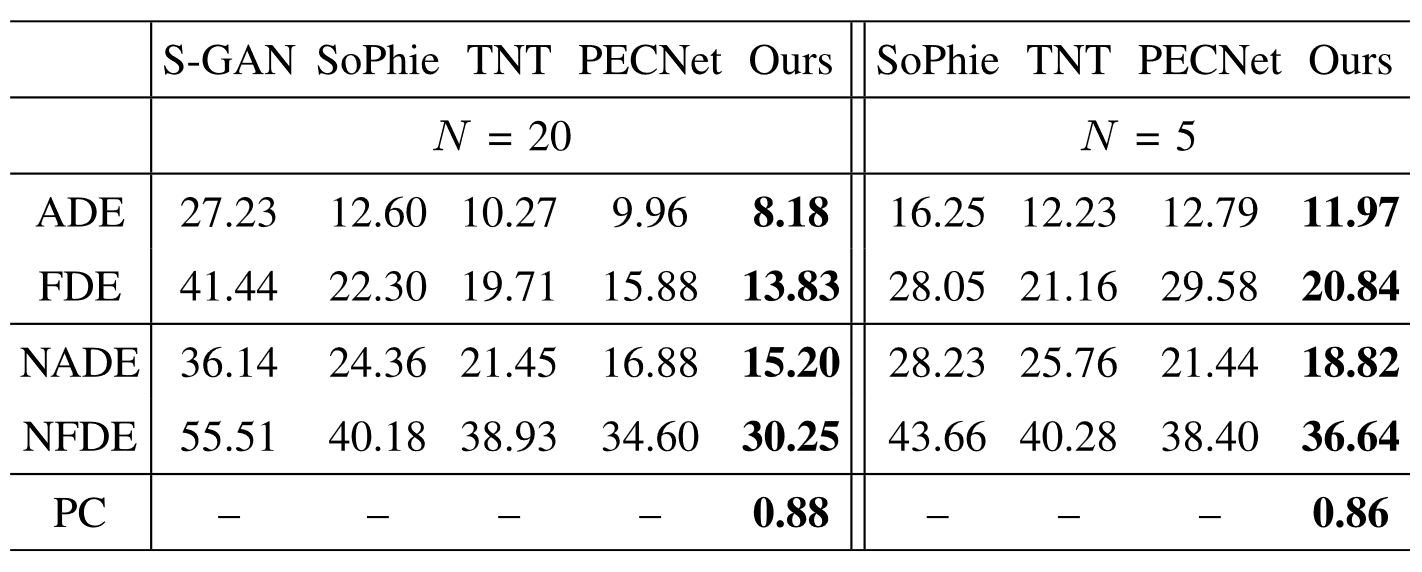 S-GAN SoPhie TNT PECNet Ours SoPhie TNT PECNet Ours
N = 20 N = 5
ADE 27.23 12.60 10.27 9.96 8.18 16.25 12.23 12.79 11.97
FDE 41.44 22.30 19.71 15.88 13.83 28.05 21.16 29.58 20.84
NADE 36.14 24.36 21.45 16.88 15.20 28.23 25.76 21.44 18.82
NFDE 55.51 40.18 38.93 34.60 30.25 43.66 40.28 38.40 36.64
PC – – – – 0.88 – – – 0.86